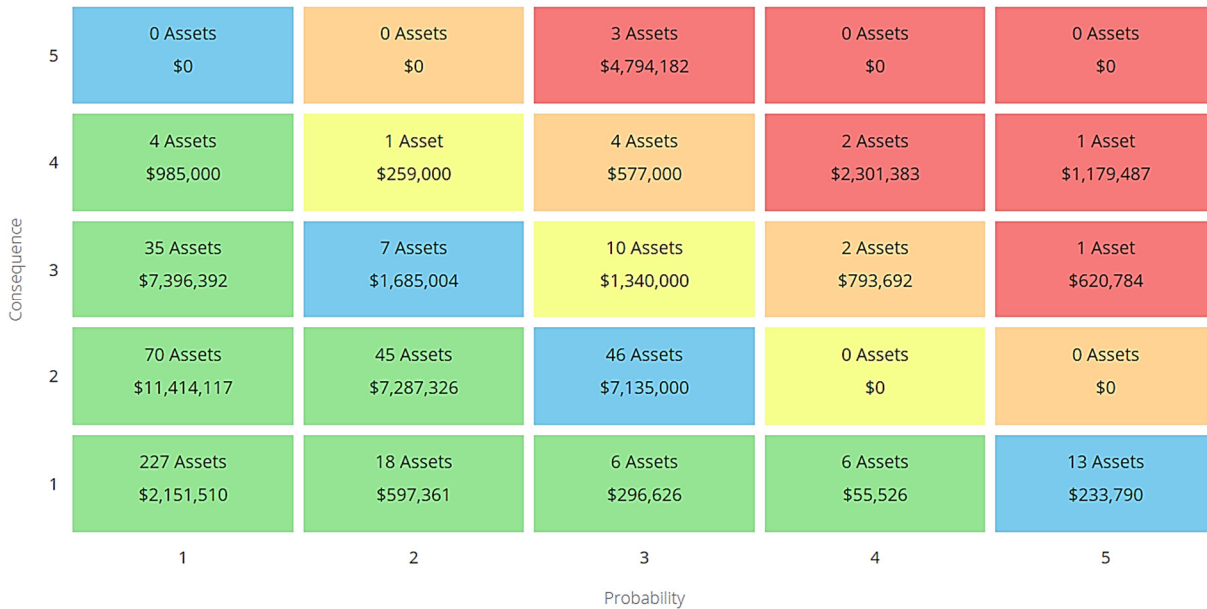 0 Assets
$0
0 Assets
$0
3 Assets
$4,794,182
0 Assets
$0
0 Assets
$0
5
4 Assets
$985,000
1 Asset
$259,000
4 Assets
$577,000
2 Assets
$2,301,383
1 Asset
$1,179,487
4
35 Assets
$7,396,392
7 Assets
$1,685,004
10 Assets
$1,340,000
2 Assets
$793,692
1 Asset
$620,784
3
Consequence
70 Assets
$11,414,117
45 Assets
$7,287,326
46 Assets
$7,135,000
0 Assets
$0
0 Assets
$0
2
227 Assets
$2,151,510
18 Assets
$597,361
6 Assets
$296,626
6 Assets
$55,526
13 Assets
$233,790
1
1
2
3
4
5
Probability